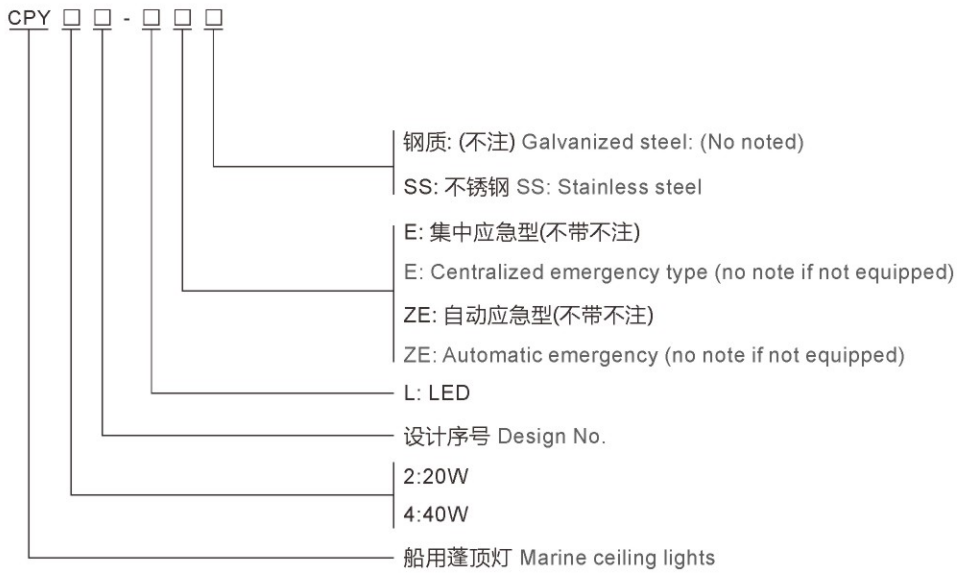 CPY □ □ - □ □ □
钢质: (不注) Galvanized steel: (No noted)
SS: 不锈钢 SS: Stainless steel
E: 集中应急型(不带不注)
E: Centralized emergency type (no note if not equipped)
ZE: 自动应急型(不带不注)
ZE: Automatic emergency (no note if not equipped)
L: LED
设计序号 Design No.
2:20W
4:40W
船用蓬顶灯 Marine ceiling lights